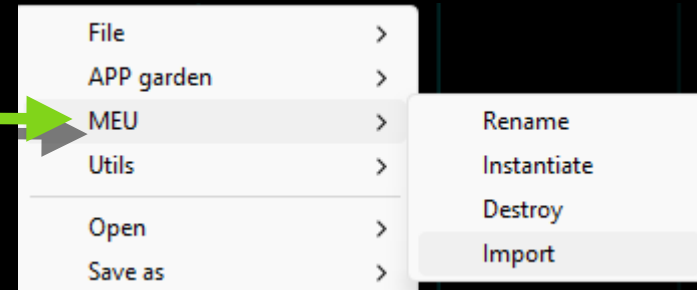 File
APP garden
MEU
Utils
Open
Save as
Rename
Instantiate
Destroy
Import